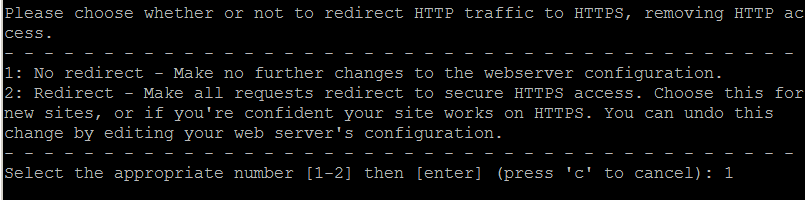 Please choose whether or not to redirect HTTP traffic to HTTPS, removing HTTP ac
cess.
- - - - - - - - - - - - - - - - - - - - - - - - - - - - - - - - - - - - - - - -
1: No redirect - Make no further changes to the webserver configuration.
2: Redirect - Make all requests redirect to secure HTTPS access. Choose this for
new sites, or if you're confident your site works on HTTPS. You can undo this
change by editing your web server's configuration.
- - - - - - - - - - - - - - - - - - - - - - - - - - - - - - - - - - - - - - - -
Select the appropriate number [1-2] then [enter] (press 'c' to cancel): 1